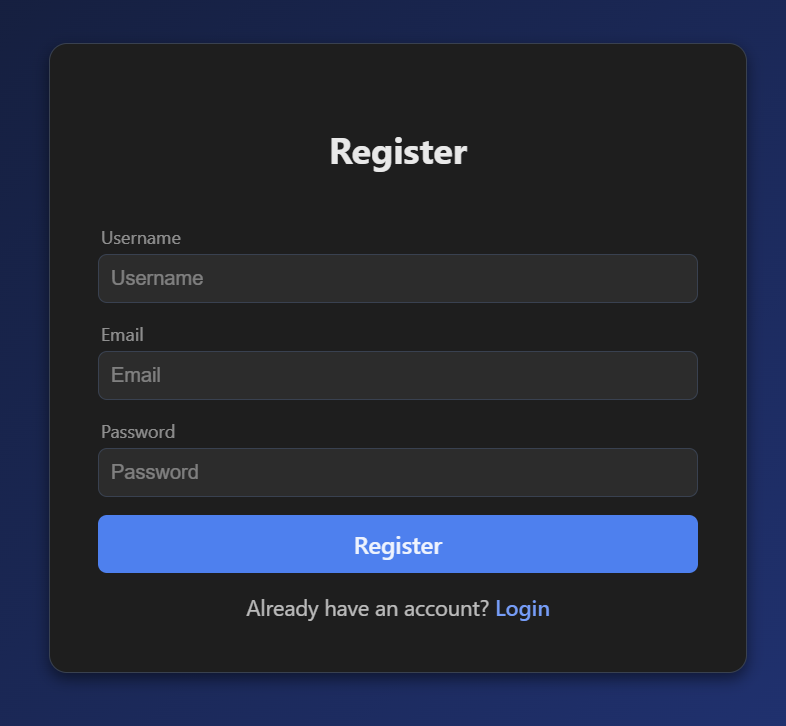 Register
Username
Username
Email
Email
Password
Password
Register
Already have an account? Login